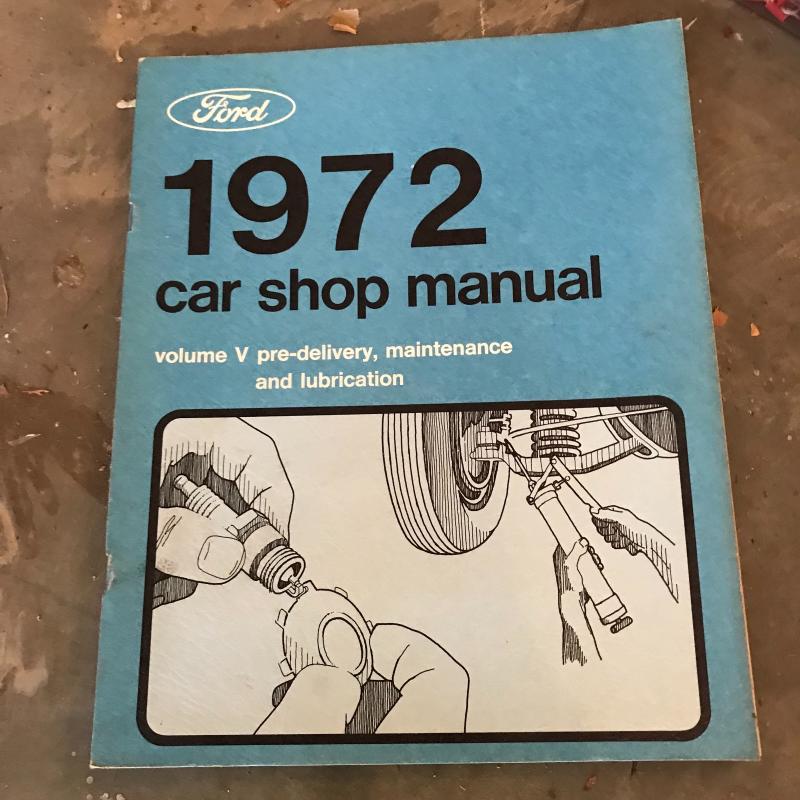 Ford
1972
car shop manual
volume V pre-delivery, maintenance
and lubrication